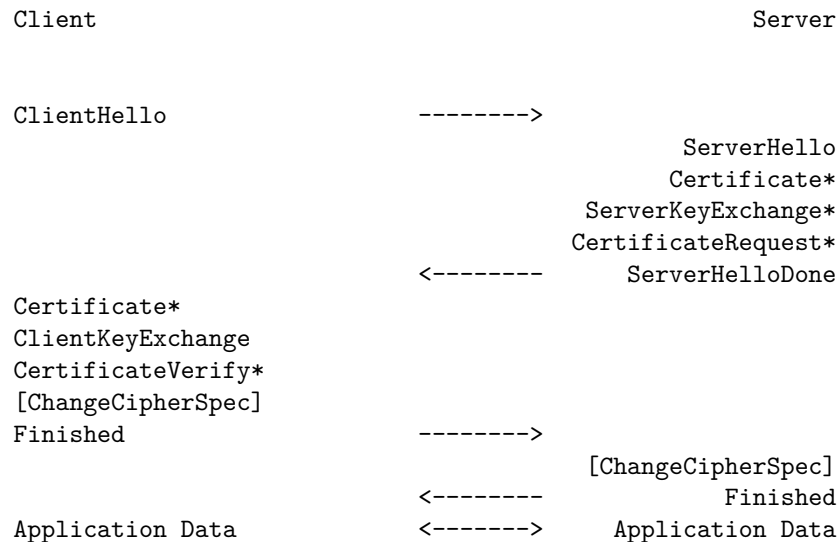 Client Server
ClientHello -------->
ServerHello
Certificate*
ServerKeyExchange*
CertificateRequest*
<-------- ServerHelloDone
Certificate*
ClientKeyExchange
CertificateVerify*
[ChangeCipherSpec]
Finished -------->
[ChangeCipherSpec]
<-------- Finished
Application Data <-------> Application Data